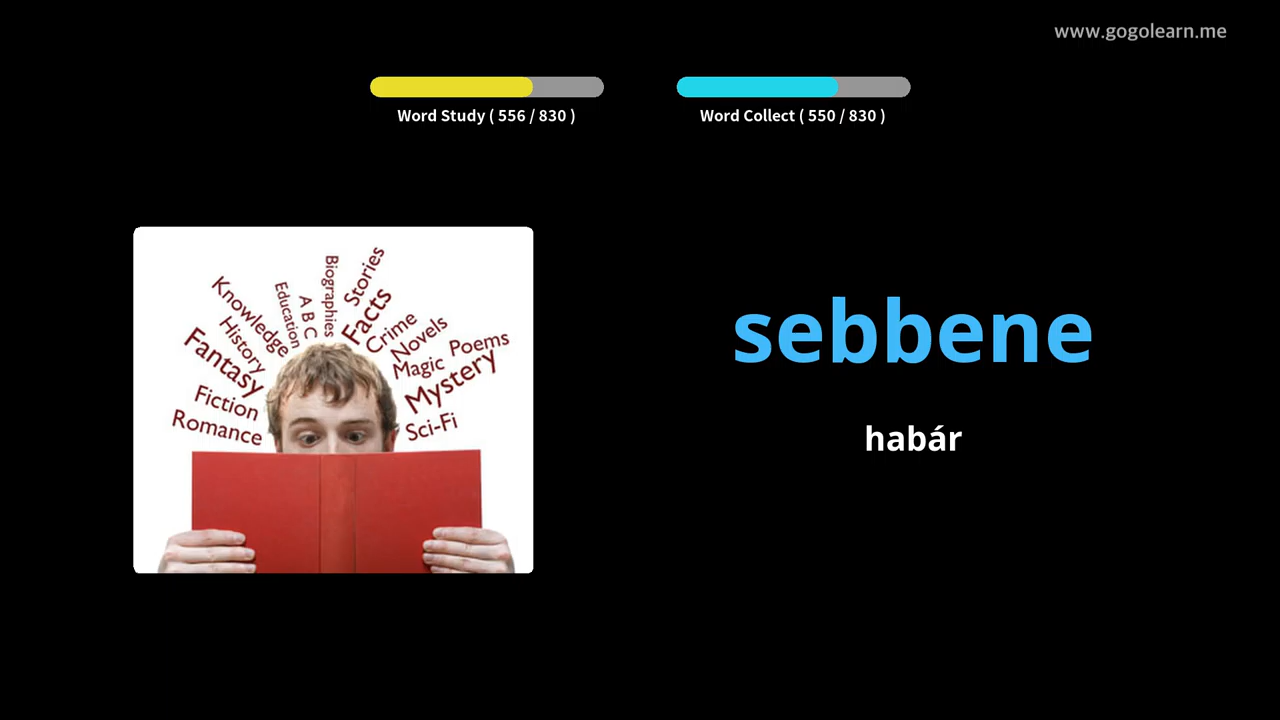 www.gogolearn.me
Word Study ( 556 / 830 )
Word Collect ( 550 / 830 )
Knowledge
History
Fantasy
Fiction
Romance
Education
A B C
Biographies
Stories
Facts
Crime
Novels
Magic
Poems
Mystery
Sci-Fi
sebbene
habár